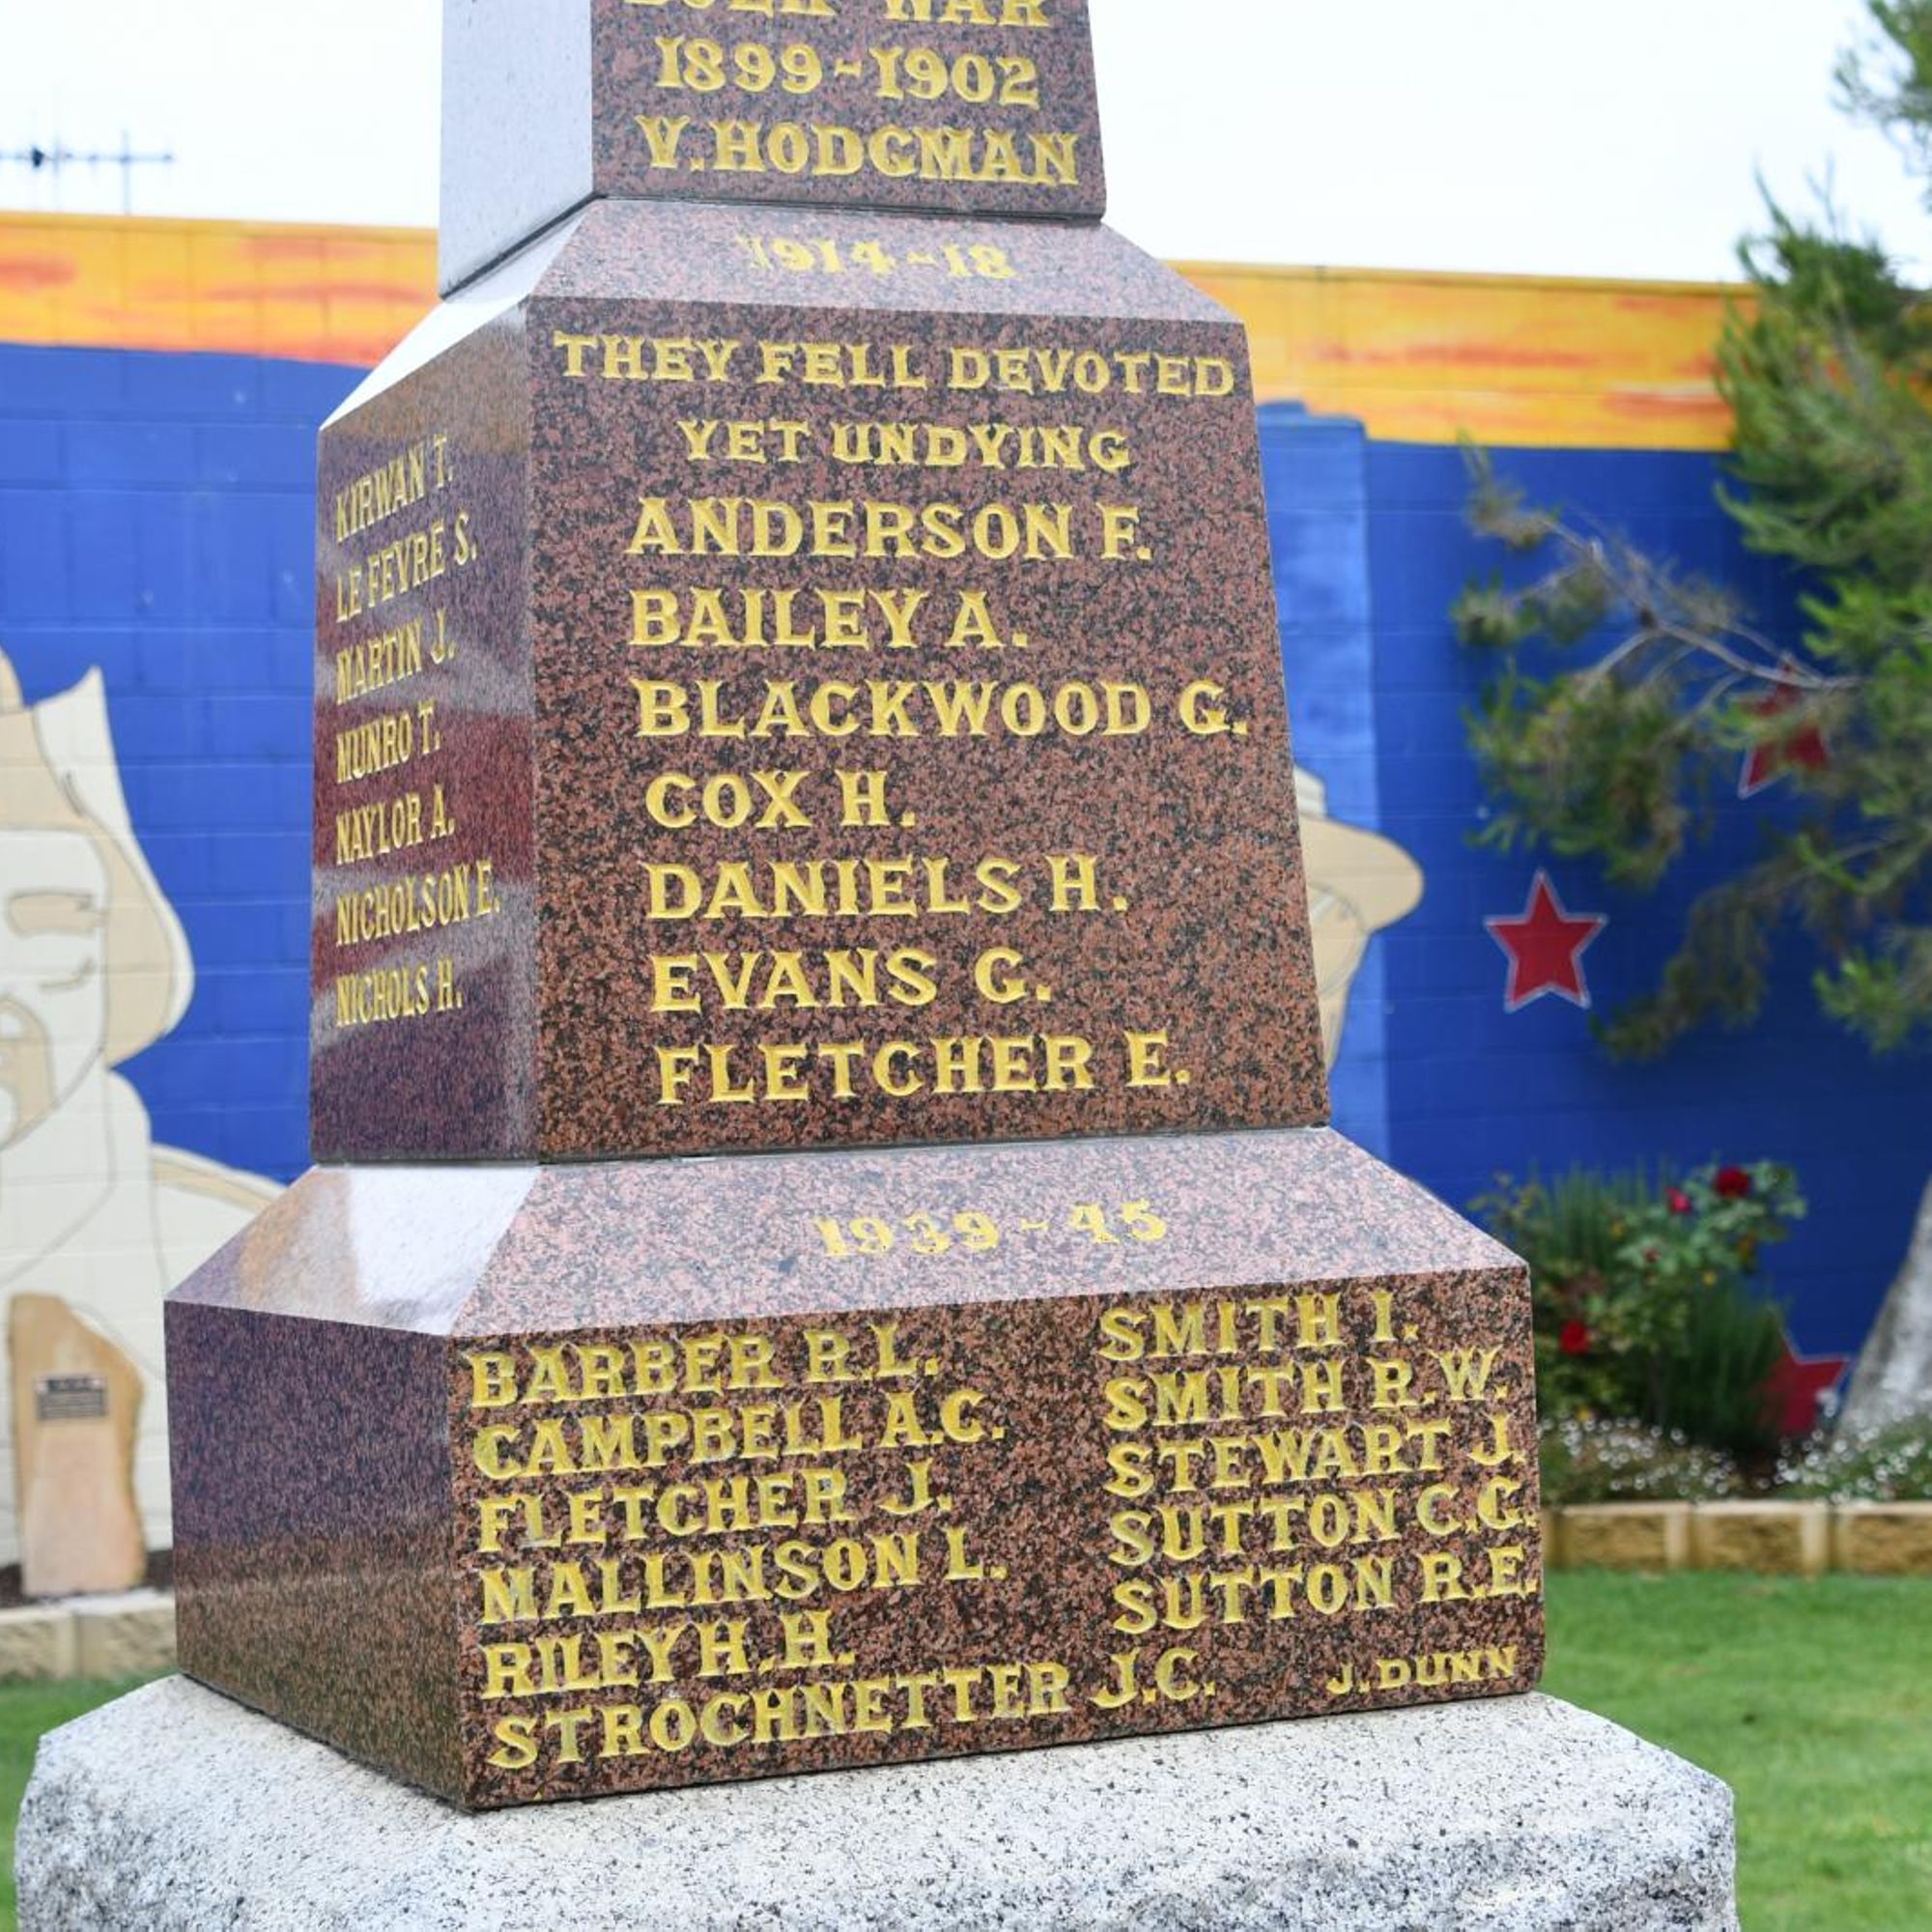 BOER WAR
1899-1902
V.HODGMAN
1914-18
THEY FELL DEVOTED
YET UNDYING
ANDERSON F.
BAILEY A.
BLACKWOOD G.
COX H.
DANIELS H.
EVANS G.
FLETCHER E.
KIRWAN T.
LE FEVRE S.
MARTIN J.
MUNRO T.
NAYLOR A.
NICHOLSON E.
NICHOLS H.
1939-45
BARBER R.L.
CAMPBELL A.C.
FLETCHER J.
MALLINSON L.
RILEY H.H.
STROCHNETTER J.C.
SMITH I.
SMITH R.W.
STEWART J.
SUTTON C.G.
SUTTON R.E.
J.DUNN